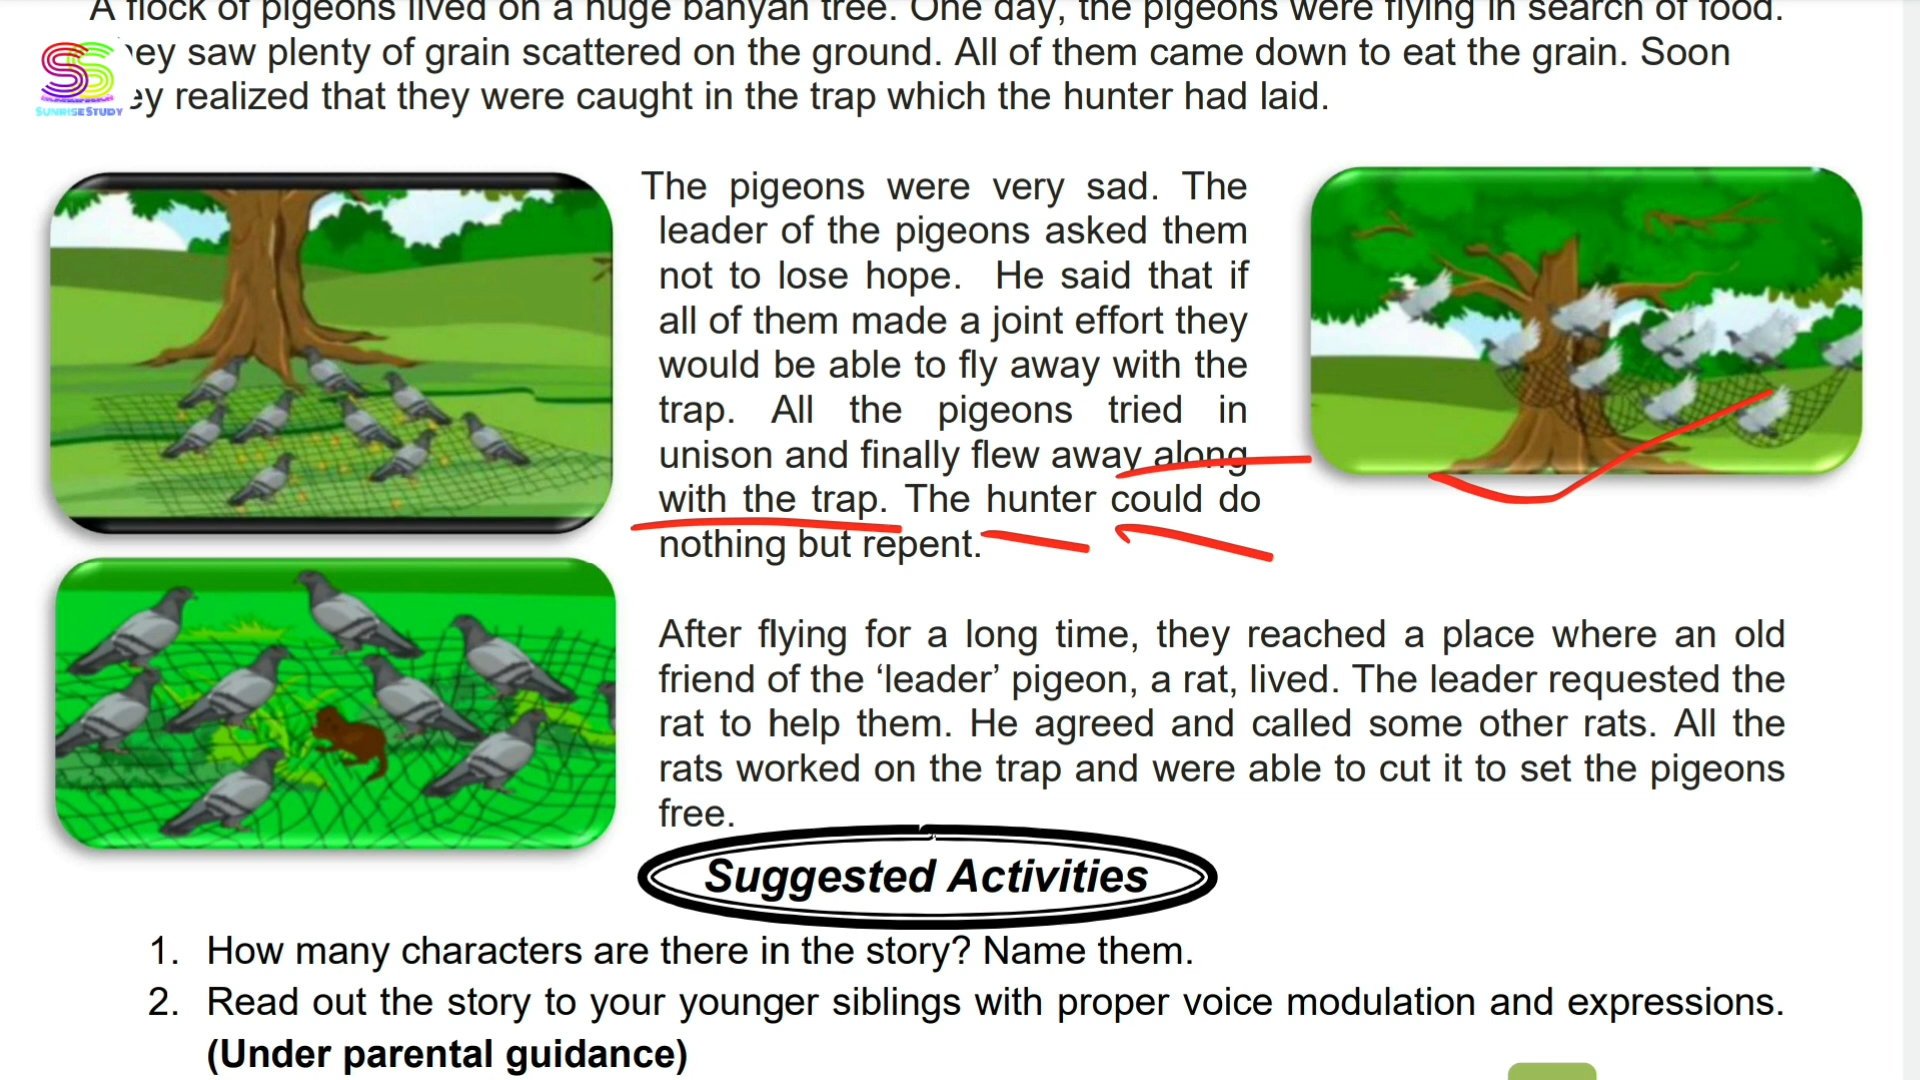 A flock of pigeons lived on a huge banyan tree. One day, the pigeons were flying in search of food.
hey saw plenty of grain scattered on the ground. All of them came down to eat the grain. Soon
ey realized that they were caught in the trap which the hunter had laid.
SS
SUNRISE STUDY
The pigeons were very sad. The
leader of the pigeons asked them
not to lose hope. He said that if
all of them made a joint effort they
would be able to fly away with the
trap. All the pigeons tried in
unison and finally flew away along
with the trap. The hunter could do
nothing but repent.
After flying for a long time, they reached a place where an old
friend of the ‘leader’ pigeon, a rat, lived. The leader requested the
rat to help them. He agreed and called some other rats. All the
rats worked on the trap and were able to cut it to set the pigeons
free.
Suggested Activities
1. How many characters are there in the story? Name them.
2. Read out the story to your younger siblings with proper voice modulation and expressions.
(Under parental guidance)